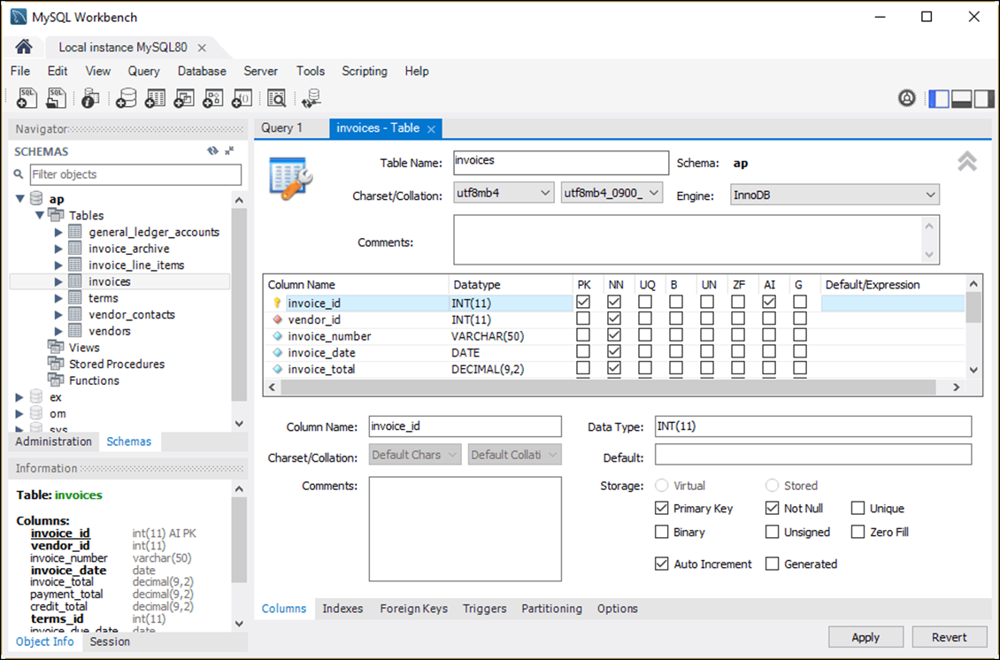 MySQL Workbench
Local instance MySQL80
File Edit View Query Database Server Tools Scripting Help
Navigator
SCHEMAS
Filter objects
ap
Tables
general_ledger_accounts
invoice_archive
invoice_line_items
invoices
terms
vendor_contacts
vendors
Views
Stored Procedures
Functions
ex
om
sys
Administration Schemas
Information
Table: invoices
Columns:
invoice_id int(11) AI PK
vendor_id int(11)
invoice_number varchar(50)
invoice_date date
invoice_total decimal(9,2)
payment_total decimal(9,2)
credit_total decimal(9,2)
terms_id int(11)
invoice_due_date date
Object Info Session
Query 1 invoices - Table
Table Name: invoices Schema: ap
Charset/Collation: utf8mb4 utf8mb4_0900_ Engine: InnoDB
Comments:
Column Name Datatype PK NN UQ B UN ZF AI G Default/Expression
invoice_id INT(11)
vendor_id INT(11)
invoice_number VARCHAR(50)
invoice_date DATE
invoice_total DECIMAL(9,2)
Column Name: invoice_id Data Type: INT(11)
Charset/Collation: Default Chars Default Collati Default:
Comments: Storage: Virtual Stored
Primary Key Not Null Unique
Binary Unsigned Zero Fill
Auto Increment Generated
Columns Indexes Foreign Keys Triggers Partitioning Options
Apply Revert